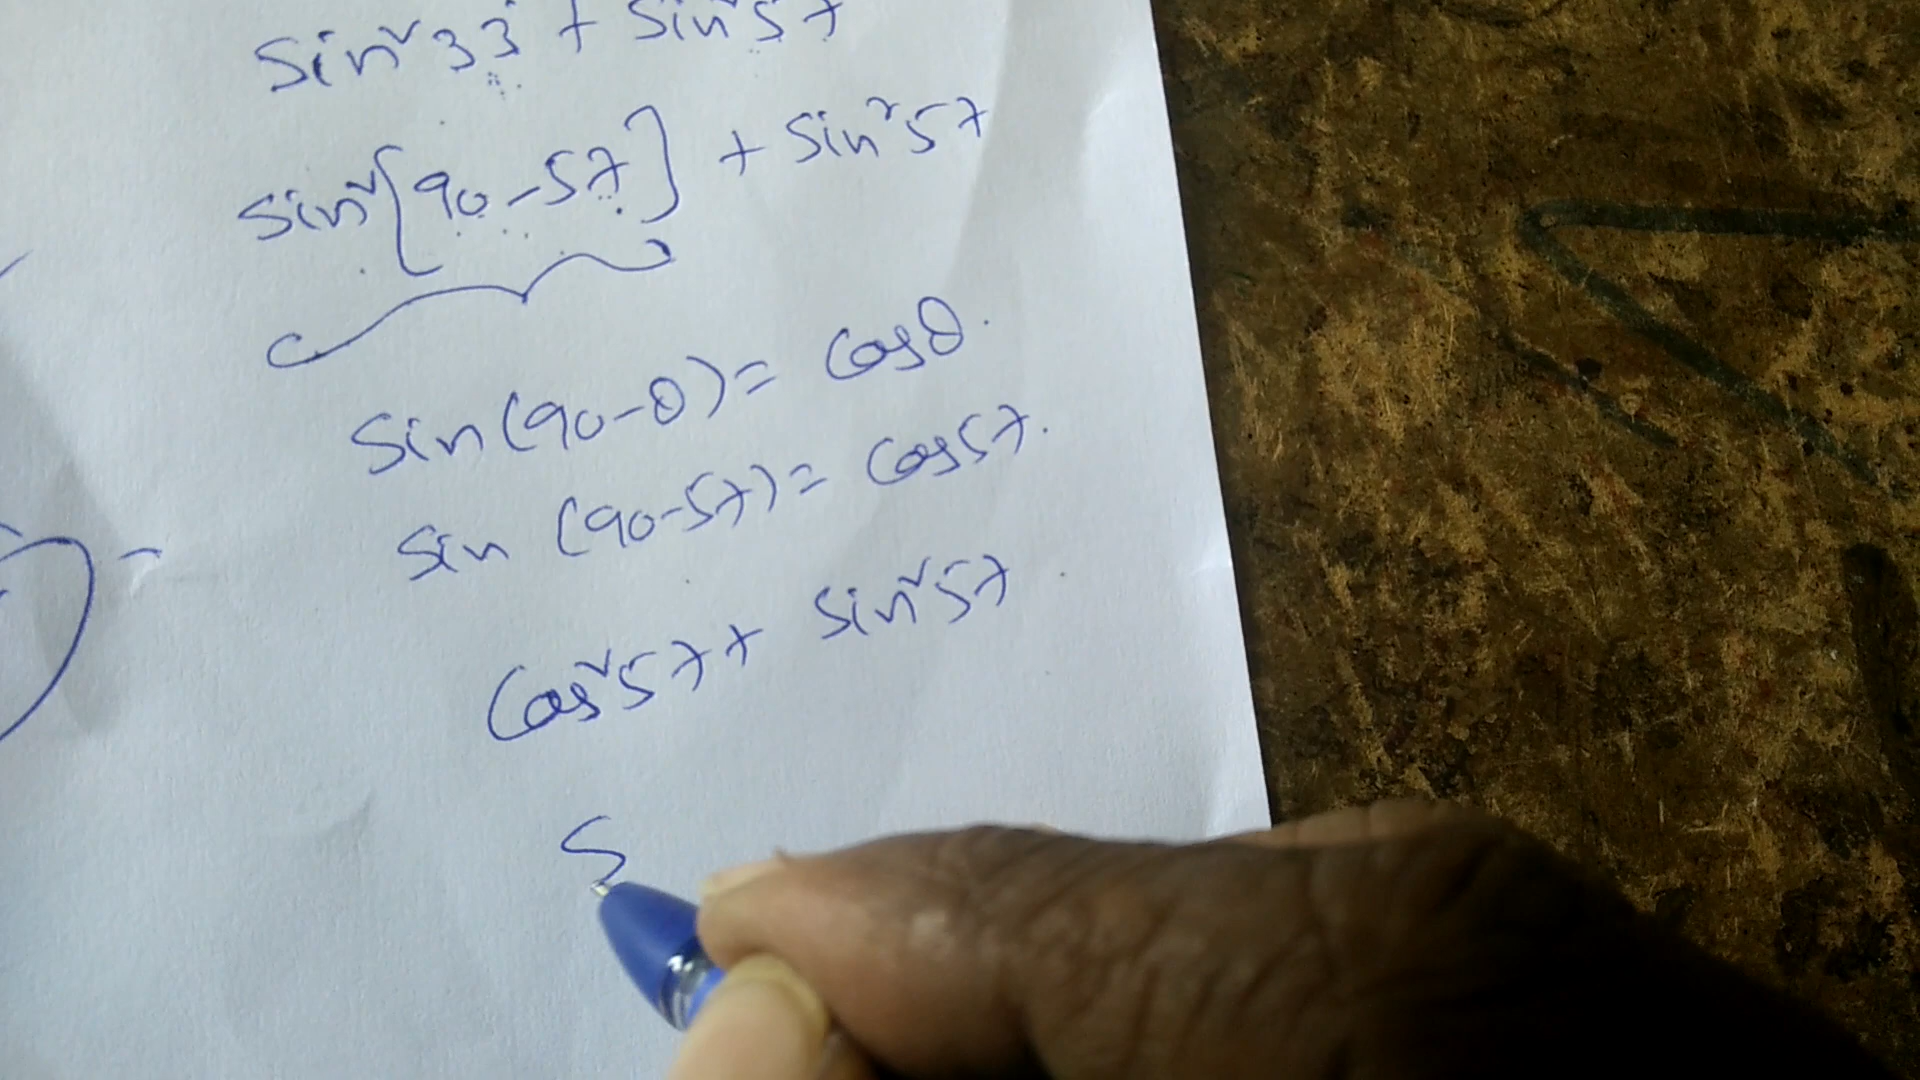 sin²33 + sin²57
sin²[90-57] + sin²57
sin(90-θ)= cosθ.
sin (90-57)= cos57.
cos²57+ sin²57
S